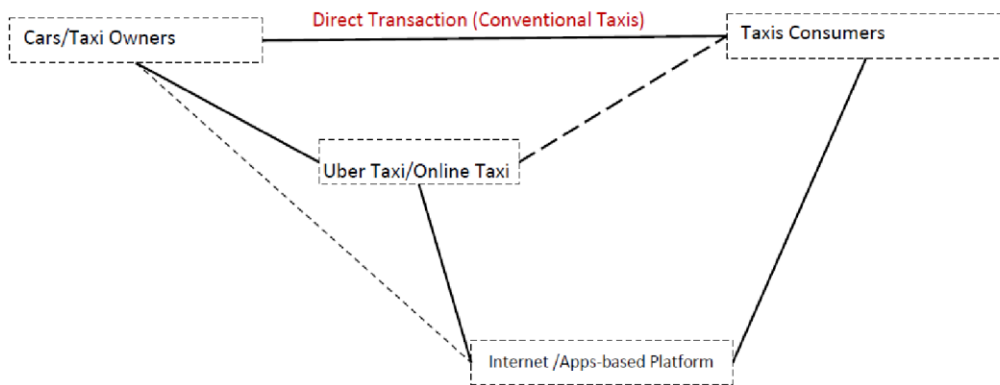 Direct Transaction (Conventional Taxis)
Cars/Taxi Owners
Taxis Consumers
Uber Taxi/Online Taxi
Internet /Apps-based Platform